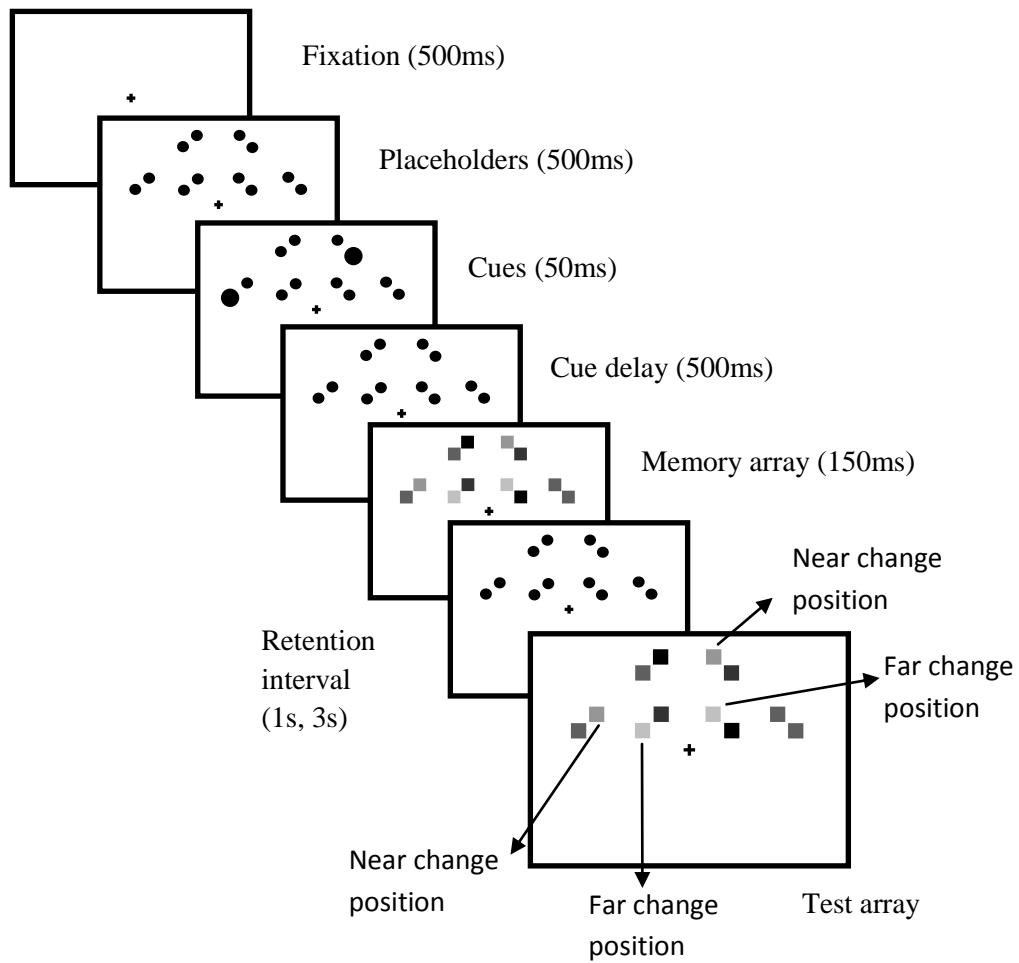 Fixation (500ms)
Placeholders (500ms)
Cues (50ms)
Cue delay (500ms)
Memory array (150ms)
Near change
position
Retention
interval
(1s, 3s)
Far change
position
Near change
position
Far change
position
Test array